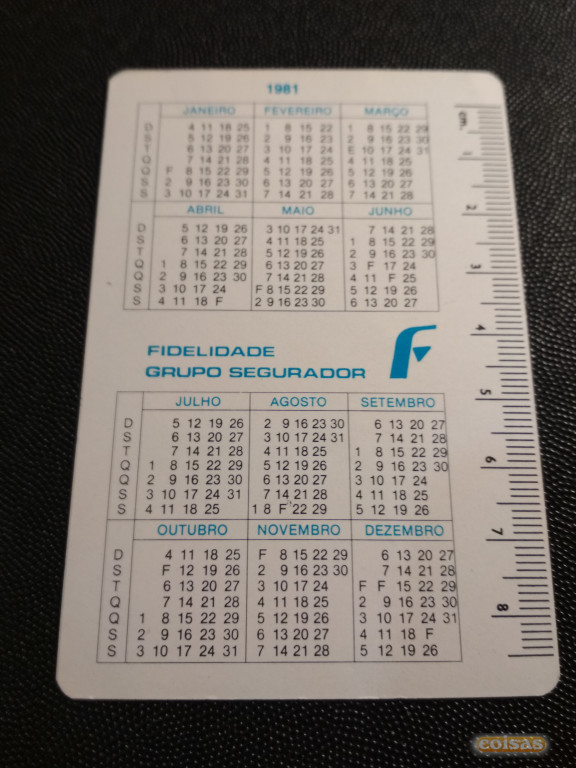 1981
JANEIRO FEVEREIRO MARÇO
D 4 11 18 25 1 8 15 22 1 8 15 22 29
S 5 12 19 26 2 9 16 23 2 9 16 23 30
T 6 13 20 27 3 10 17 24 E 10 17 24 31
Q 7 14 21 28 4 11 18 25 4 11 18 25
Q F 8 15 22 29 5 12 19 26 5 12 19 26
S 2 9 16 23 30 6 13 20 27 6 13 20 27
S 3 10 17 24 31 7 14 21 28 7 14 21 28
ABRIL MAIO JUNHO
D 5 12 19 26 3 10 17 24 31 7 14 21 28
S 6 13 20 27 4 11 18 25 1 8 15 22 29
T 7 14 21 28 5 12 19 26 2 9 16 23 30
Q 1 8 15 22 29 6 13 20 27 3 F 17 24
Q 2 9 16 23 30 7 14 21 28 4 11 F 25
S 3 10 17 24 F 8 15 22 29 5 12 19 26
S 4 11 18 F 2 9 16 23 30 6 13 20 27
FIDELIDADE
GRUPO SEGURADOR
JULHO AGOSTO SETEMBRO
D 5 12 19 26 2 9 16 23 30 6 13 20 27
S 6 13 20 27 3 10 17 24 31 7 14 21 28
T 7 14 21 28 4 11 18 25 1 8 15 22 29
Q 1 8 15 22 29 5 12 19 26 2 9 16 23 30
Q 2 9 16 23 30 6 13 20 27 3 10 17 24
S 3 10 17 24 31 7 14 21 28 4 11 18 25
S 4 11 18 25 1 8 F 22 29 5 12 19 26
OUTUBRO NOVEMBRO DEZEMBRO
D 4 11 18 25 F 8 15 22 29 6 13 20 27
S F 12 19 26 2 9 16 23 30 7 14 21 28
T 6 13 20 27 3 10 17 24 F F 15 22 29
Q 7 14 21 28 4 11 18 25 2 9 16 23 30
Q 1 8 15 22 29 5 12 19 26 3 10 17 24 31
S 2 9 16 23 30 6 13 20 27 4 11 18 F
S 3 10 17 24 31 7 14 21 28 5 12 19 26
cm. 1 2 3 4 5 6 7 8
coisas